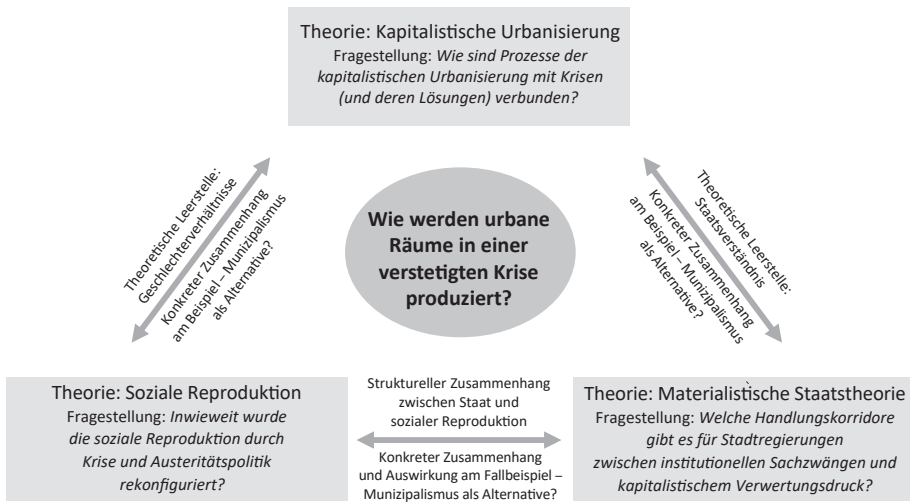 Theorie: Kapitalistische Urbanisierung
Fragestellung: Wie sind Prozesse der
kapitalistischen Urbanisierung mit Krisen
(und deren Lösungen) verbunden?
Theoretische Leerstelle:
Geschlechterverhältnisse
Konkreter Zusammenhang
am Beispiel – Munizipalismus
als Alternative?
Wie werden urbane
Räume in einer
verstetigten Krise
produziert?
Theoretische Leerstelle:
Staatsverständnis
Konkreter Zusammenhang
am Beispiel – Munizipalismus
als Alternative?
Theorie: Soziale Reproduktion
Fragestellung: Inwieweit wurde
die soziale Reproduktion durch
Krise und Austeritätspolitik
rekonfiguriert?
Struktureller Zusammenhang
zwischen Staat und
sozialer Reproduktion
Konkreter Zusammenhang
und Auswirkung am Fallbeispiel –
Munizipalismus als Alternative?
Theorie: Materialistische Staatstheorie
Fragestellung: Welche Handlungskorridore
gibt es für Stadtregierungen
zwischen institutionellen Sachzwängen und
kapitalistischem Verwertungsdruck?